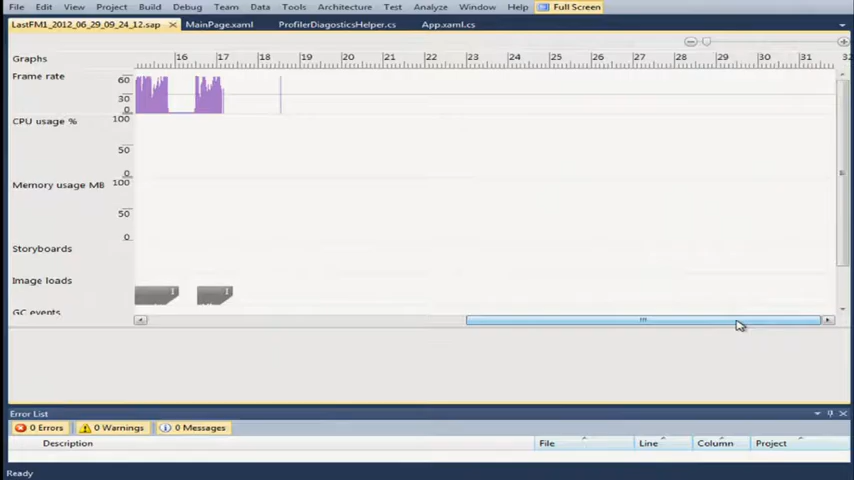 File Edit View Project Build Debug Team Data Tools Architecture Test Analyze Window Help Full Screen
LastFM1_2012_06_29_09_24_12.sap MainPage.xaml ProfilerDiagnosticsHelper.cs App.xaml.cs
Graphs 16 17 18 19 20 21 22 23 24 25 26 27 28 29 30 31 32
Frame rate 60
30
0
CPU usage % 100
50
0
Memory usage MB 100
50
0
Storyboards
Image loads I I
GC events
Error List
0 Errors 0 Warnings 0 Messages
Description File Line Column Project
Ready